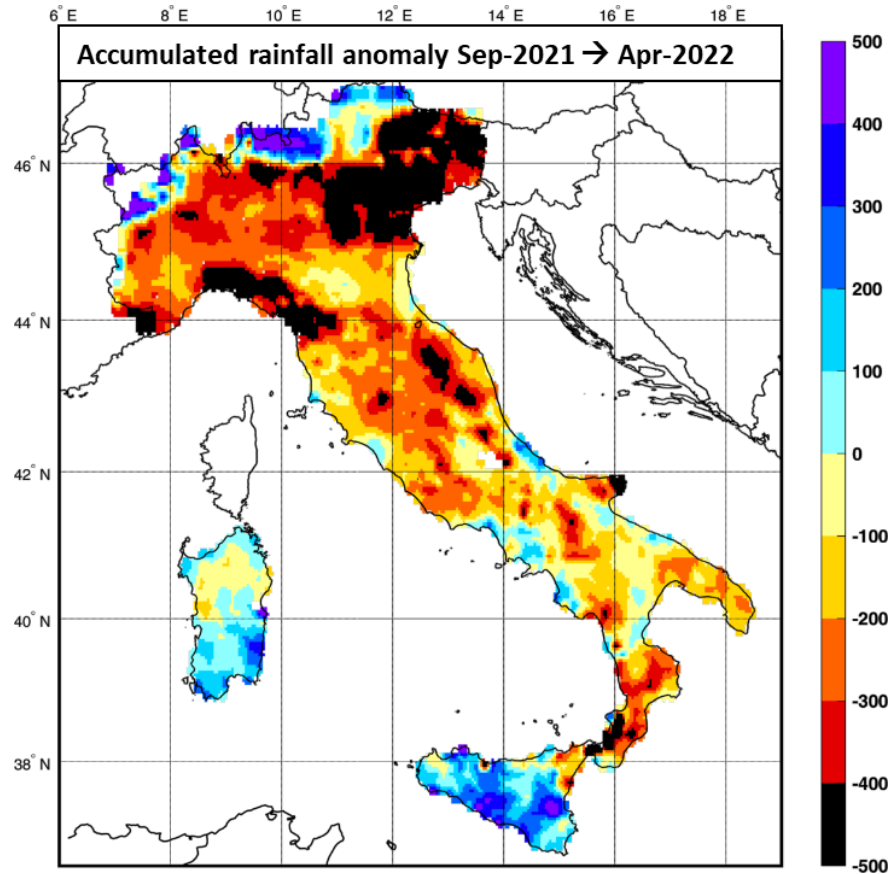 6° E 8° E 10° E 12° E 14° E 16° E 18° E
Accumulated rainfall anomaly Sep-2021 → Apr-2022
46° N
44° N
42° N
40° N
38° N
500
400
300
200
100
0
-100
-200
-300
-400
-500